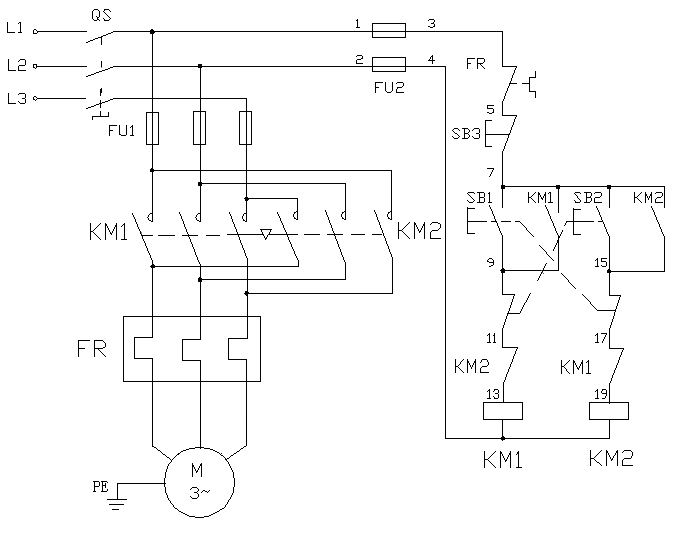 QS
L1 1 3
L2 2 4 FR
L3 FU2
5
FU1 SB3
7
SB1 KM1 SB2 KM2
KM1 KM2
9 15
11 17
FR KM2 KM1
13 19
KM1 KM2
M
3~
PE